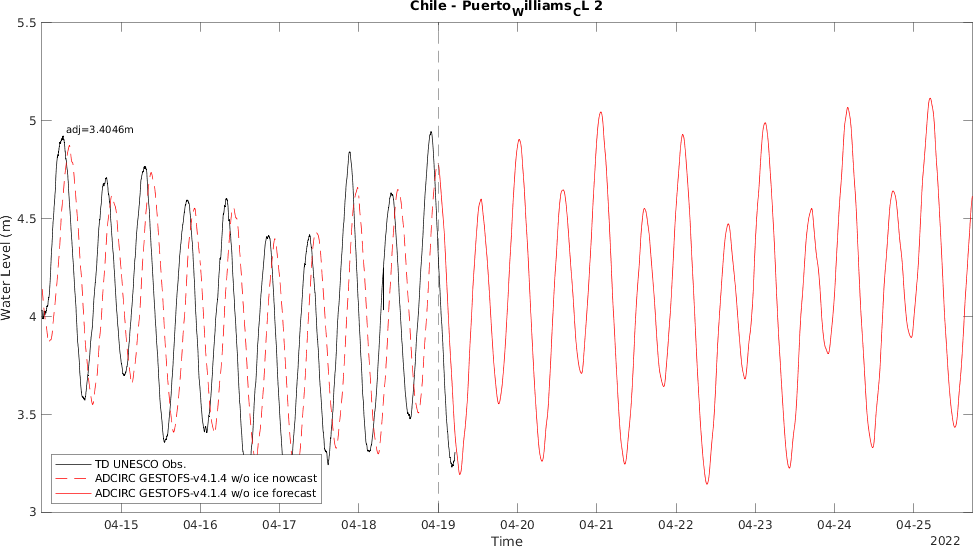 Chile - Puerto_Williams_CL 2
5.5
5
4.5
4
3.5
3
Water Level (m)
adj=3.4046m
TD UNESCO Obs.
ADCIRC GESTOFS-v4.1.4 w/o ice nowcast
ADCIRC GESTOFS-v4.1.4 w/o ice forecast
04-15
04-16
04-17
04-18
04-19
04-20
04-21
04-22
04-23
04-24
04-25
Time
2022